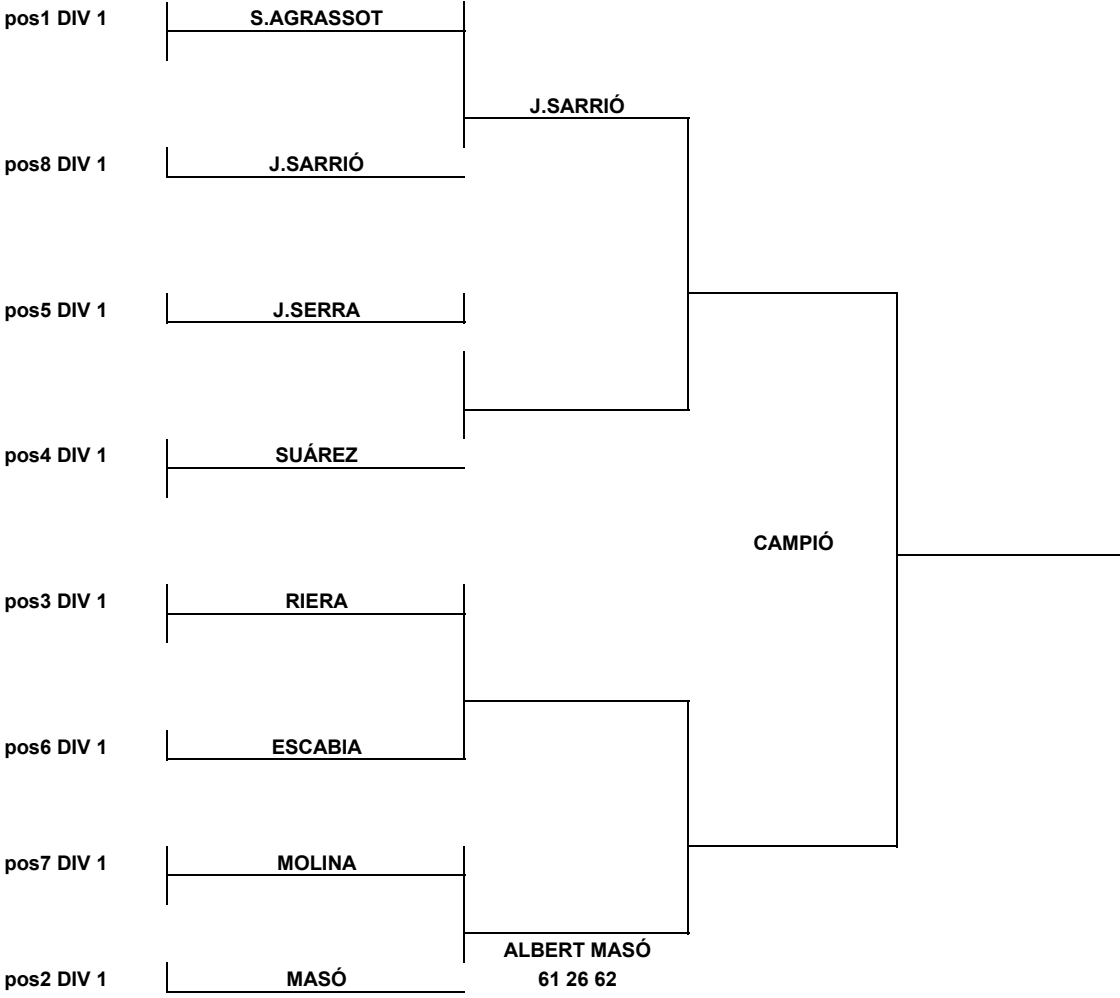 pos1 DIV 1 S.AGRASSOT
J.SARRIÓ
pos8 DIV 1 J.SARRIÓ
pos5 DIV 1 J.SERRA
pos4 DIV 1 SUÁREZ
CAMPIÓ
pos3 DIV 1 RIERA
pos6 DIV 1 ESCABIA
pos7 DIV 1 MOLINA
ALBERT MASÓ
pos2 DIV 1 MASÓ 61 26 62